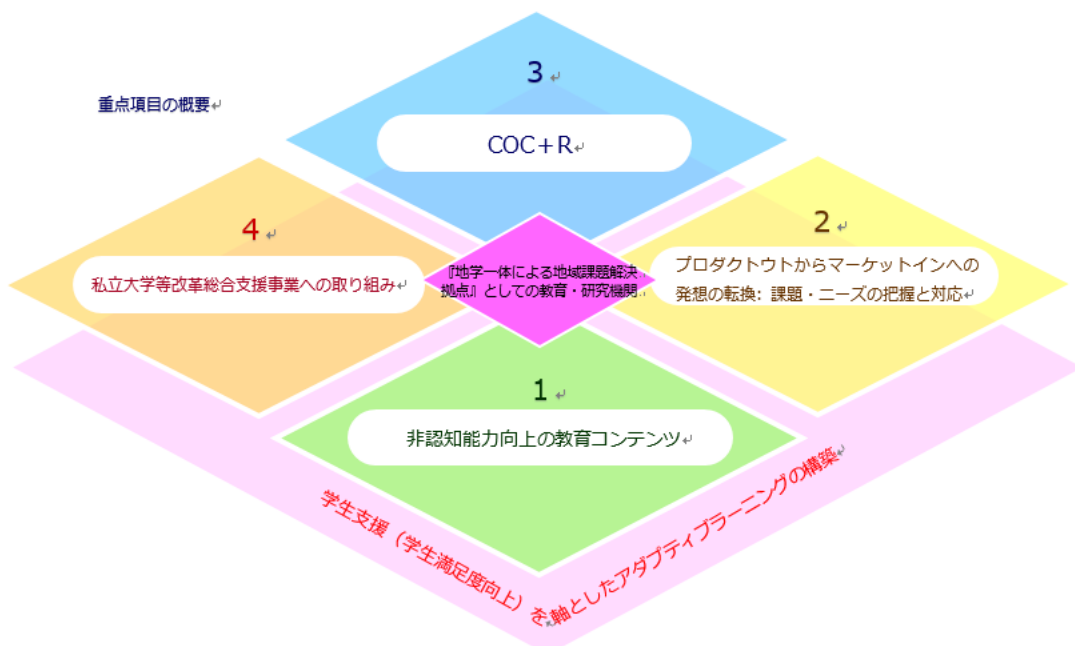 重点項目の概要
3
COC+R
4
私立大学等改革総合支援事業への取り組み
2
プロダクトウトからマーケットインへの
発想の転換: 課題・ニーズの把握と対応
『地学一体による地域課題解決
拠点』としての教育・研究機関
1
非認知能力向上の教育コンテンツ
学生支援（学生満足度向上）を軸としたアダプティブラーニングの構築